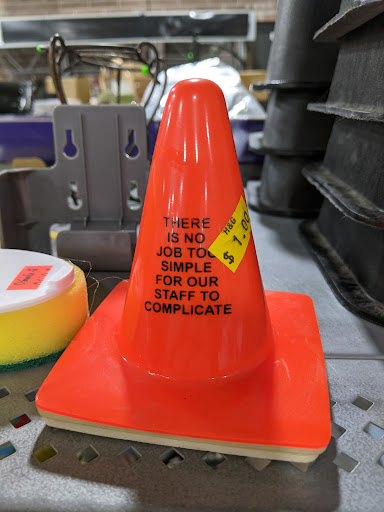 THERE
IS NO
JOB TOO
SIMPLE
FOR OUR
STAFF TO
COMPLICATE
H&G
$1.00